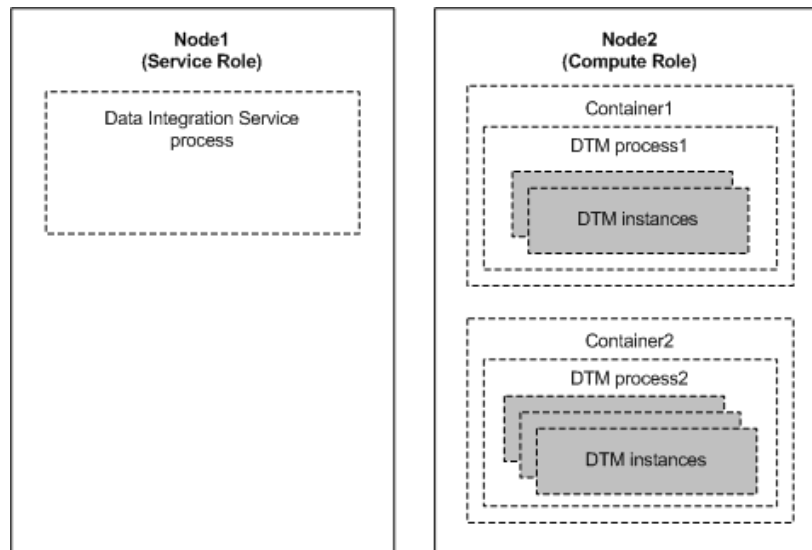 Node1
(Service Role)
Data Integration Service
process
Node2
(Compute Role)
Container1
DTM process1
DTM instances
Container2
DTM process2
DTM instances